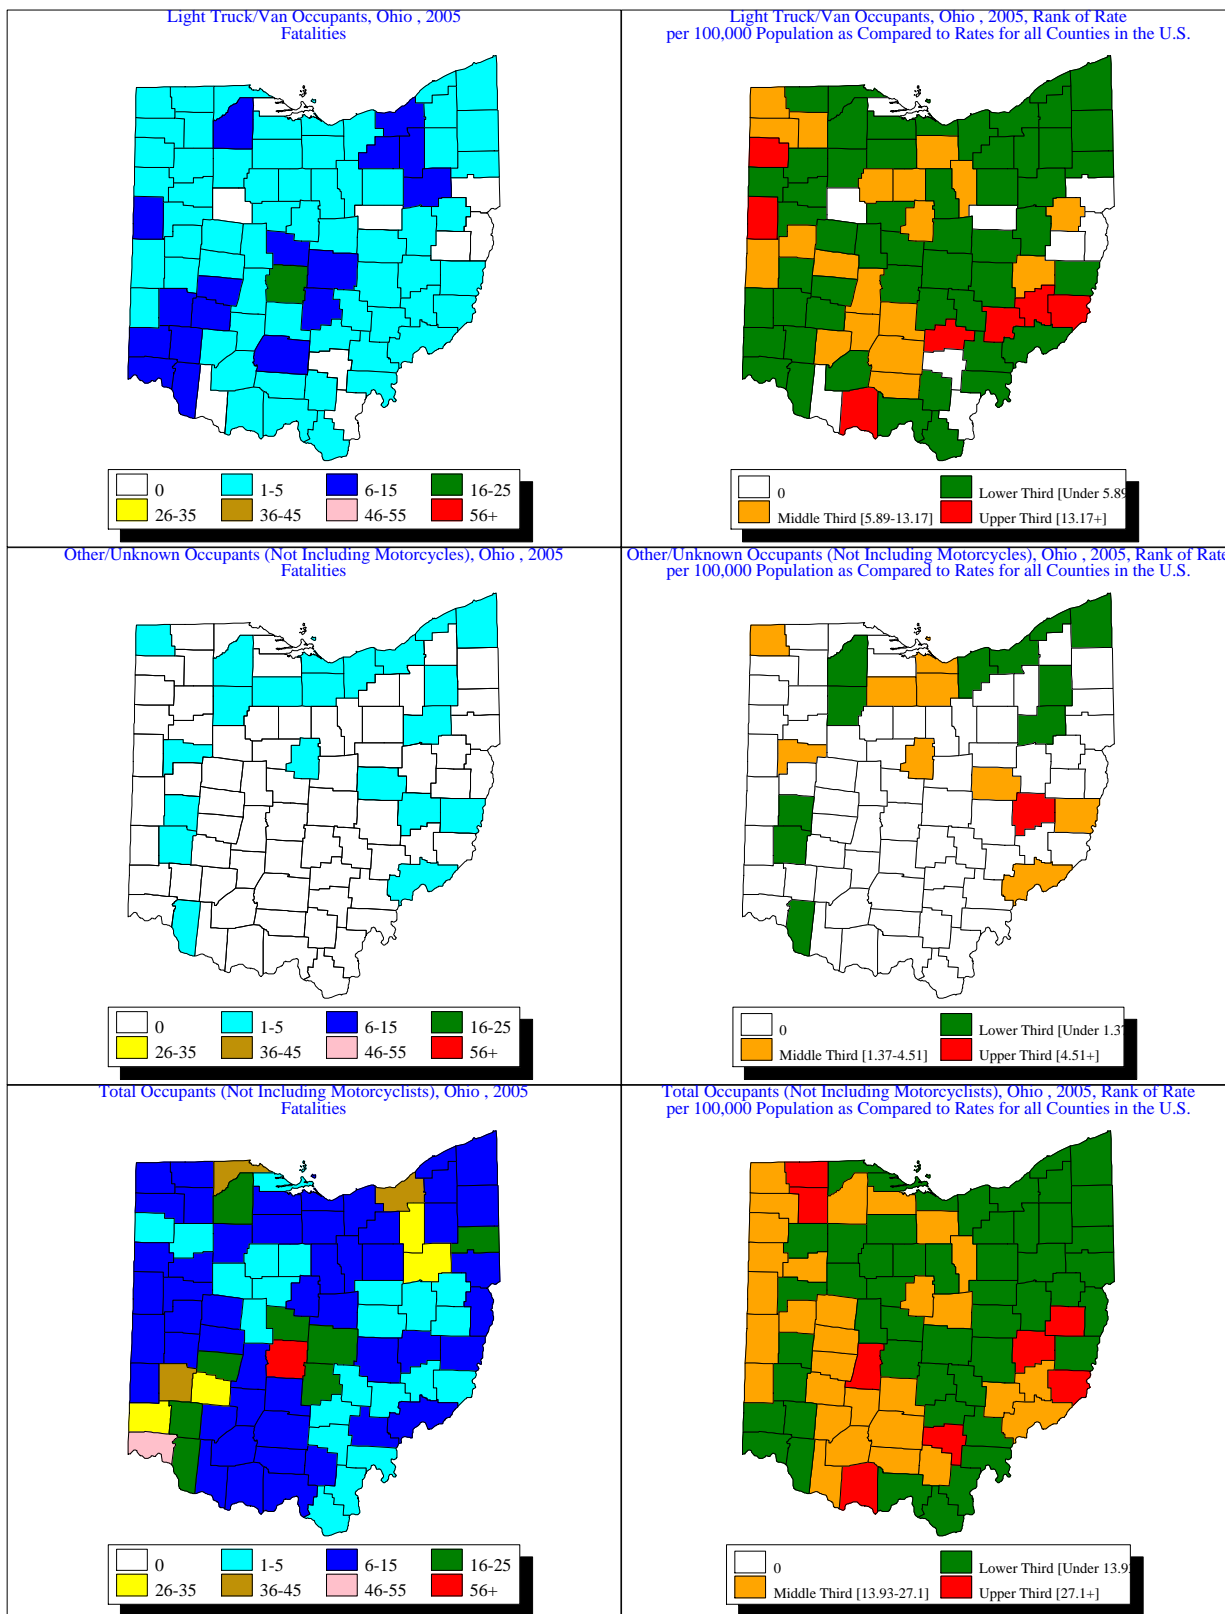 Light Truck/Van Occupants, Ohio , 2005
Fatalities
0
1-5
6-15
16-25
26-35
36-45
46-55
56+
Light Truck/Van Occupants, Ohio , 2005, Rank of Rate
per 100,000 Population as Compared to Rates for all Counties in the U.S.
0
Lower Third [Under 5.89
Middle Third [5.89-13.17]
Upper Third [13.17+]
Other/Unknown Occupants (Not Including Motorcycles), Ohio , 2005
Fatalities
0
1-5
6-15
16-25
26-35
36-45
46-55
56+
Other/Unknown Occupants (Not Including Motorcycles), Ohio , 2005, Rank of Rate
per 100,000 Population as Compared to Rates for all Counties in the U.S.
0
Lower Third [Under 1.37
Middle Third [1.37-4.51]
Upper Third [4.51+]
Total Occupants (Not Including Motorcyclists), Ohio , 2005
Fatalities
0
1-5
6-15
16-25
26-35
36-45
46-55
56+
Total Occupants (Not Including Motorcyclists), Ohio , 2005, Rank of Rate
per 100,000 Population as Compared to Rates for all Counties in the U.S.
0
Lower Third [Under 13.93
Middle Third [13.93-27.1]
Upper Third [27.1+]